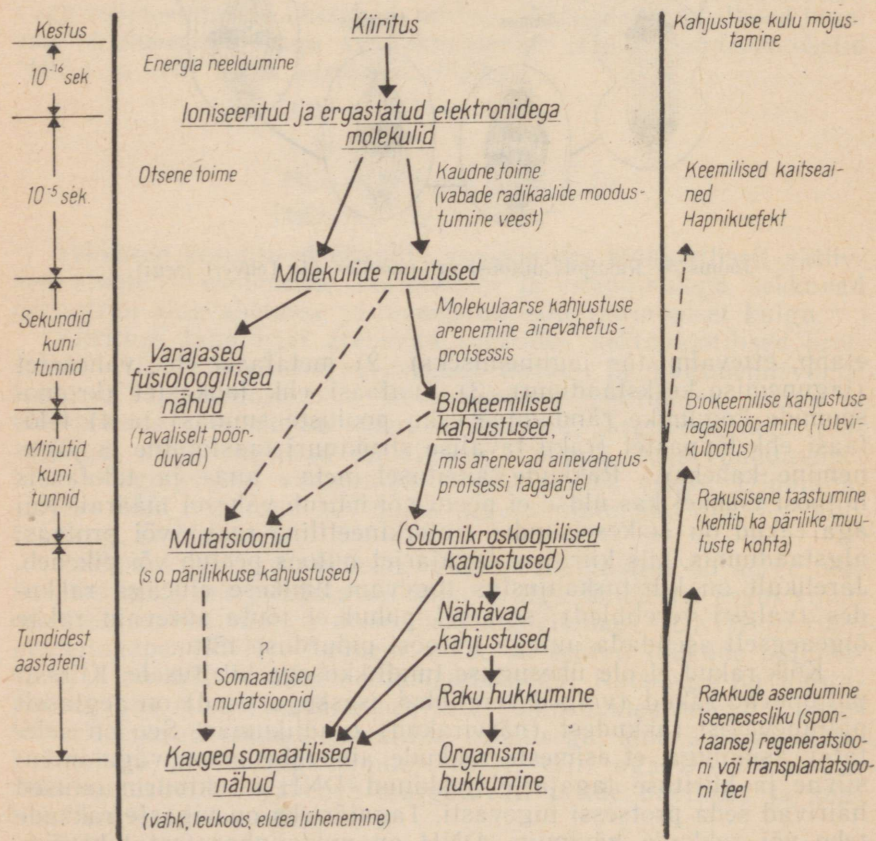 Kestus
10⁻¹⁶ sek
10⁻⁵ sek.
Sekundid
kuni
tunnid
Minutid
kuni
tunnid
Tundidest
aastateni
Kiiritus
Energia neeldumine
Ioniseeritud ja ergastatud elektronidega
molekulid
Otsene toime
Kaudne toime
(vabade radikaalide moodus-
tumine veest)
Molekulide muutused
Molekulaarse kahjustuse
arenemine ainevahetus-
protsessis
Varajased
füsioloogilised
nähud
(tavaliselt pöör-
duvad)
Biokeemilised
kahjustused,
mis arenevad ainevahetus-
protsessi tagajärjel
Mutatsioonid
(s.o. pärilikkuse kahjustused)
(Submikroskoopilised
kahjustused)
Nähtavad
kahjustused
?
Somaatilised
mutatsioonid
Raku hukkumine
Kauged somaatilised
nähud
(vähk, leukoos, eluea lühenemine)
Organismi
hukkumine
Kahjustuse kulu mõjus-
tamine
Keemilised kaitseai-
ned
Hapnikuefekt
Biokeemilise kahjustuse
tagasipööramine (tulevi-
kulootus)
Rakusisene taastumine
(kehtib ka pärilike muu-
tuste kohta)
Rakkude asendumine
iseenesesliku (spon-
taanse) regeneratsioo-
ni või transplantatsioo-
ni teel